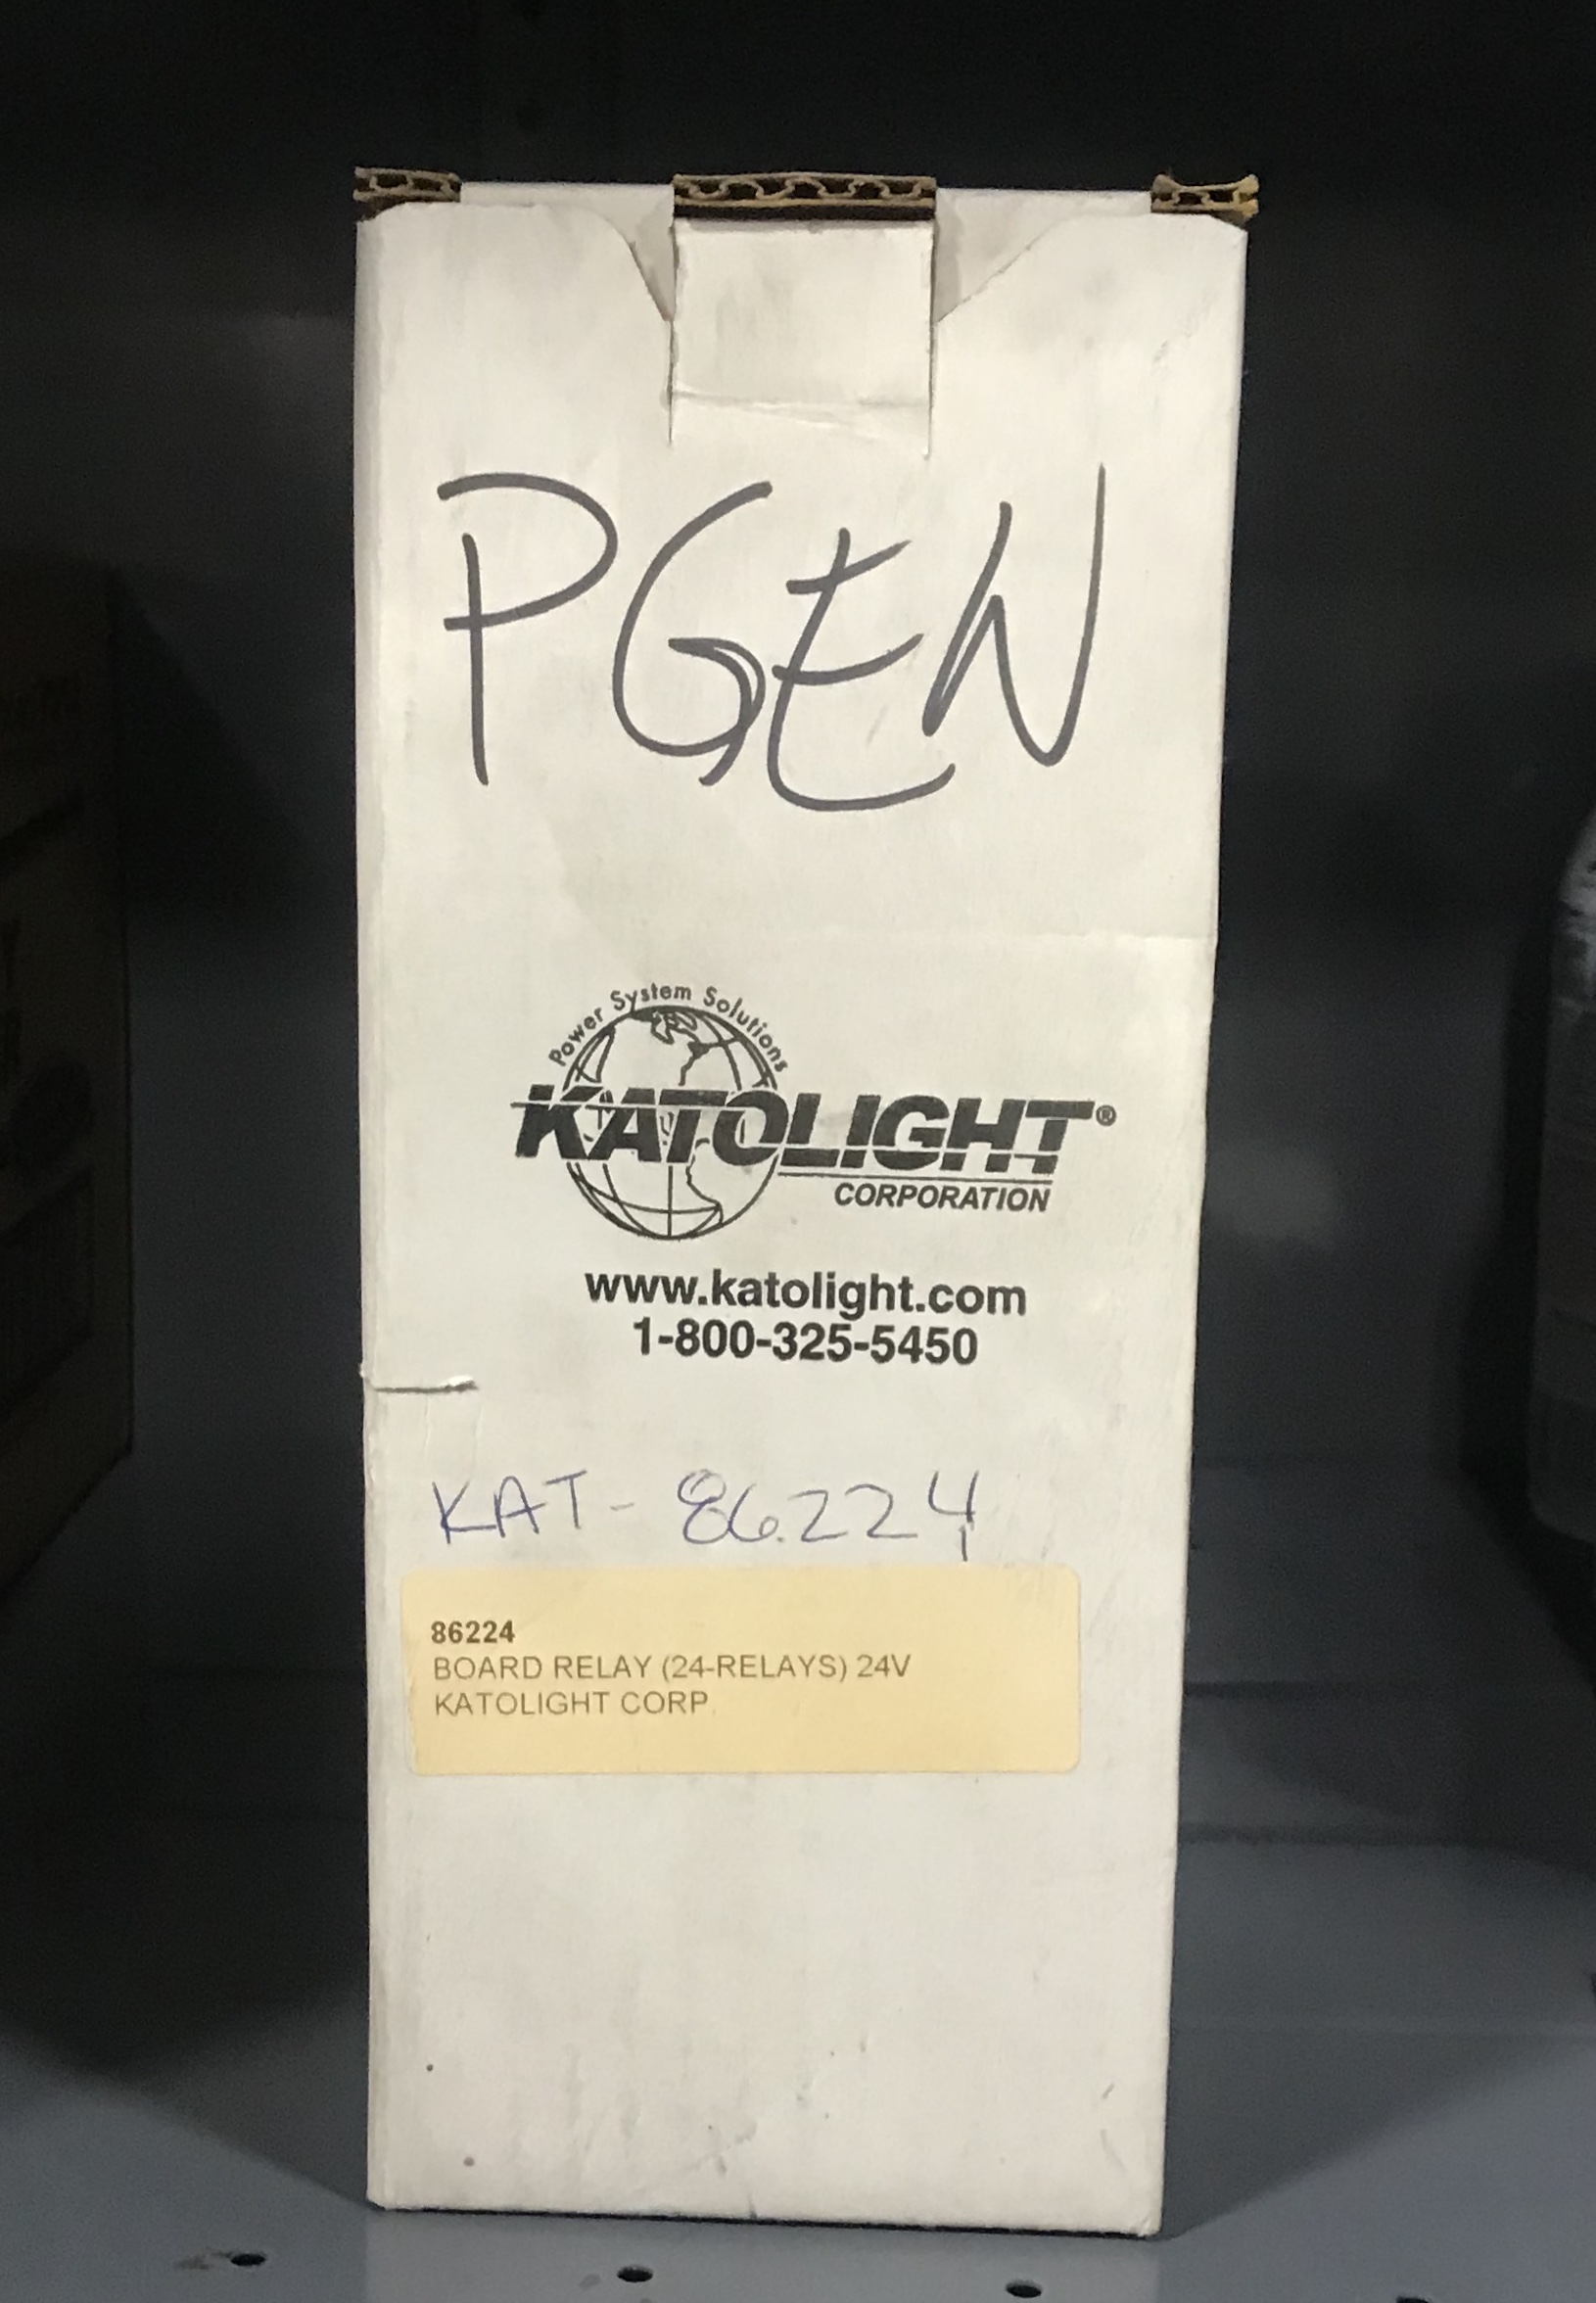 PGEN
Power System Solutions
KATOLIGHT®
CORPORATION
www.katolight.com
1-800-325-5450
KAT-86224
86224
BOARD RELAY (24-RELAYS) 24V
KATOLIGHT CORP.